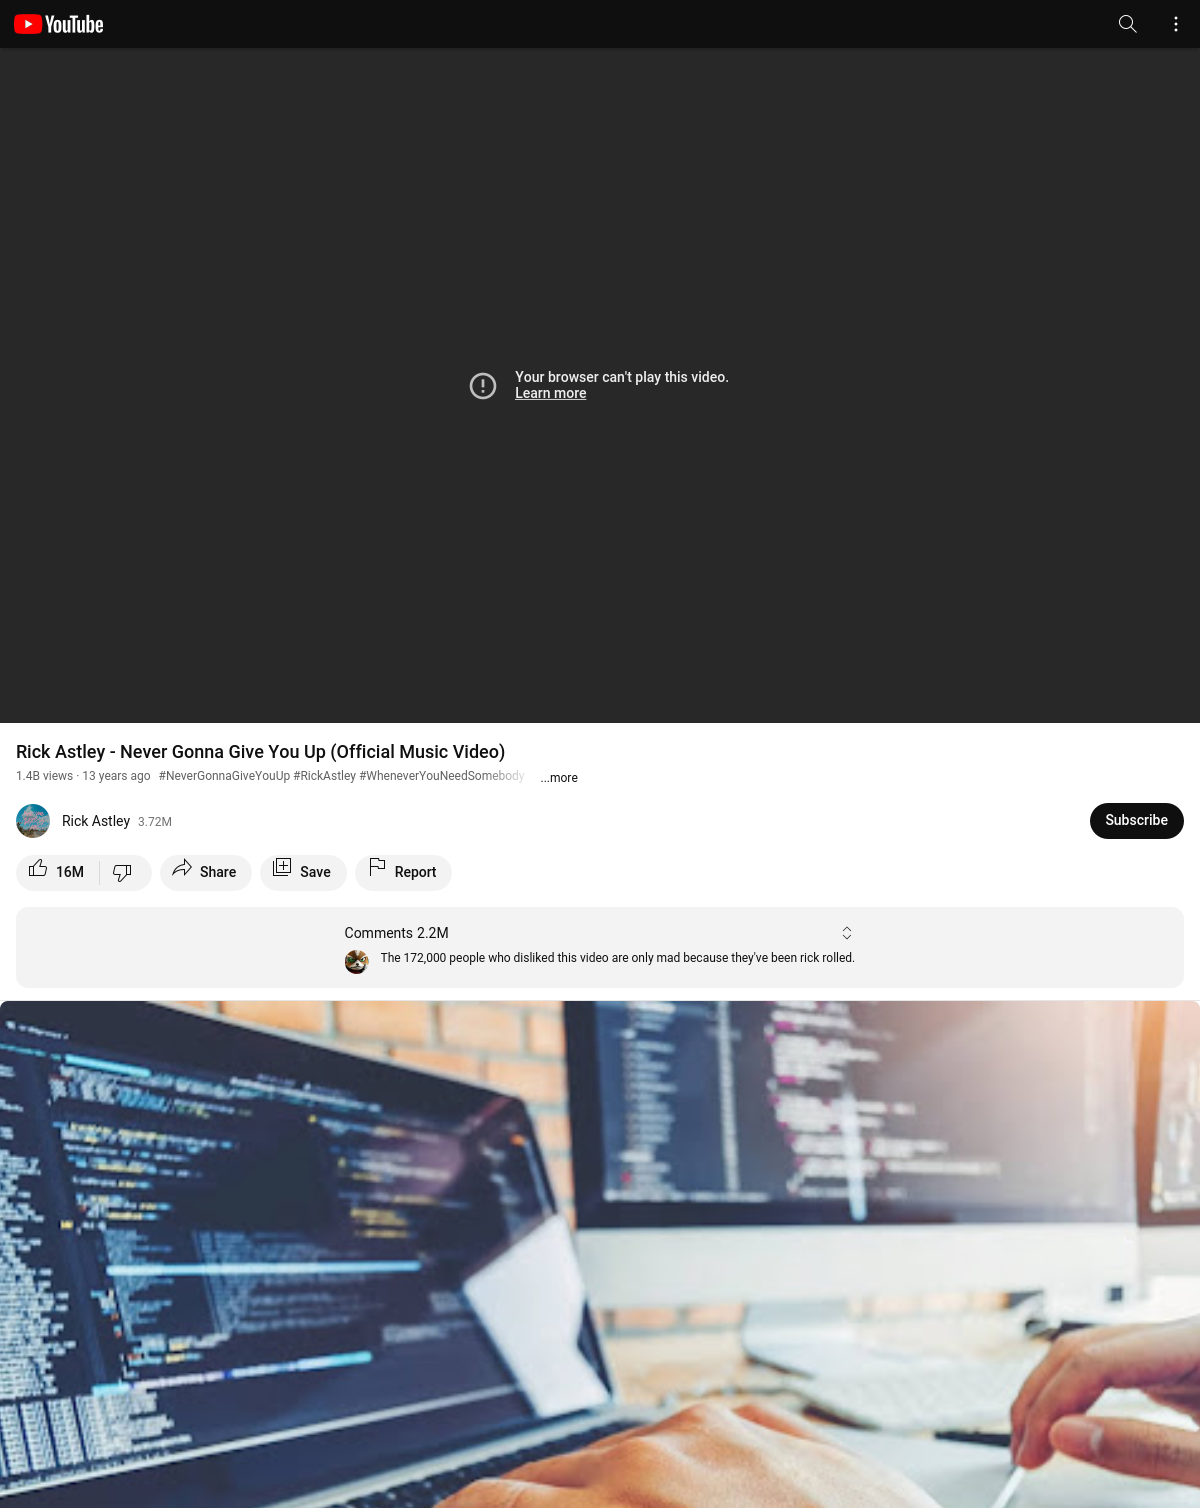 YouTube
Your browser can't play this video.
Learn more
Rick Astley - Never Gonna Give You Up (Official Music Video)
1.4B views · 13 years ago #NeverGonnaGiveYouUp #RickAstley #WheneverYouNeedSomebody ...more
Rick Astley 3.72M
Subscribe
16M
Share
Save
Report
Comments 2.2M
The 172,000 people who disliked this video are only mad because they've been rick rolled.